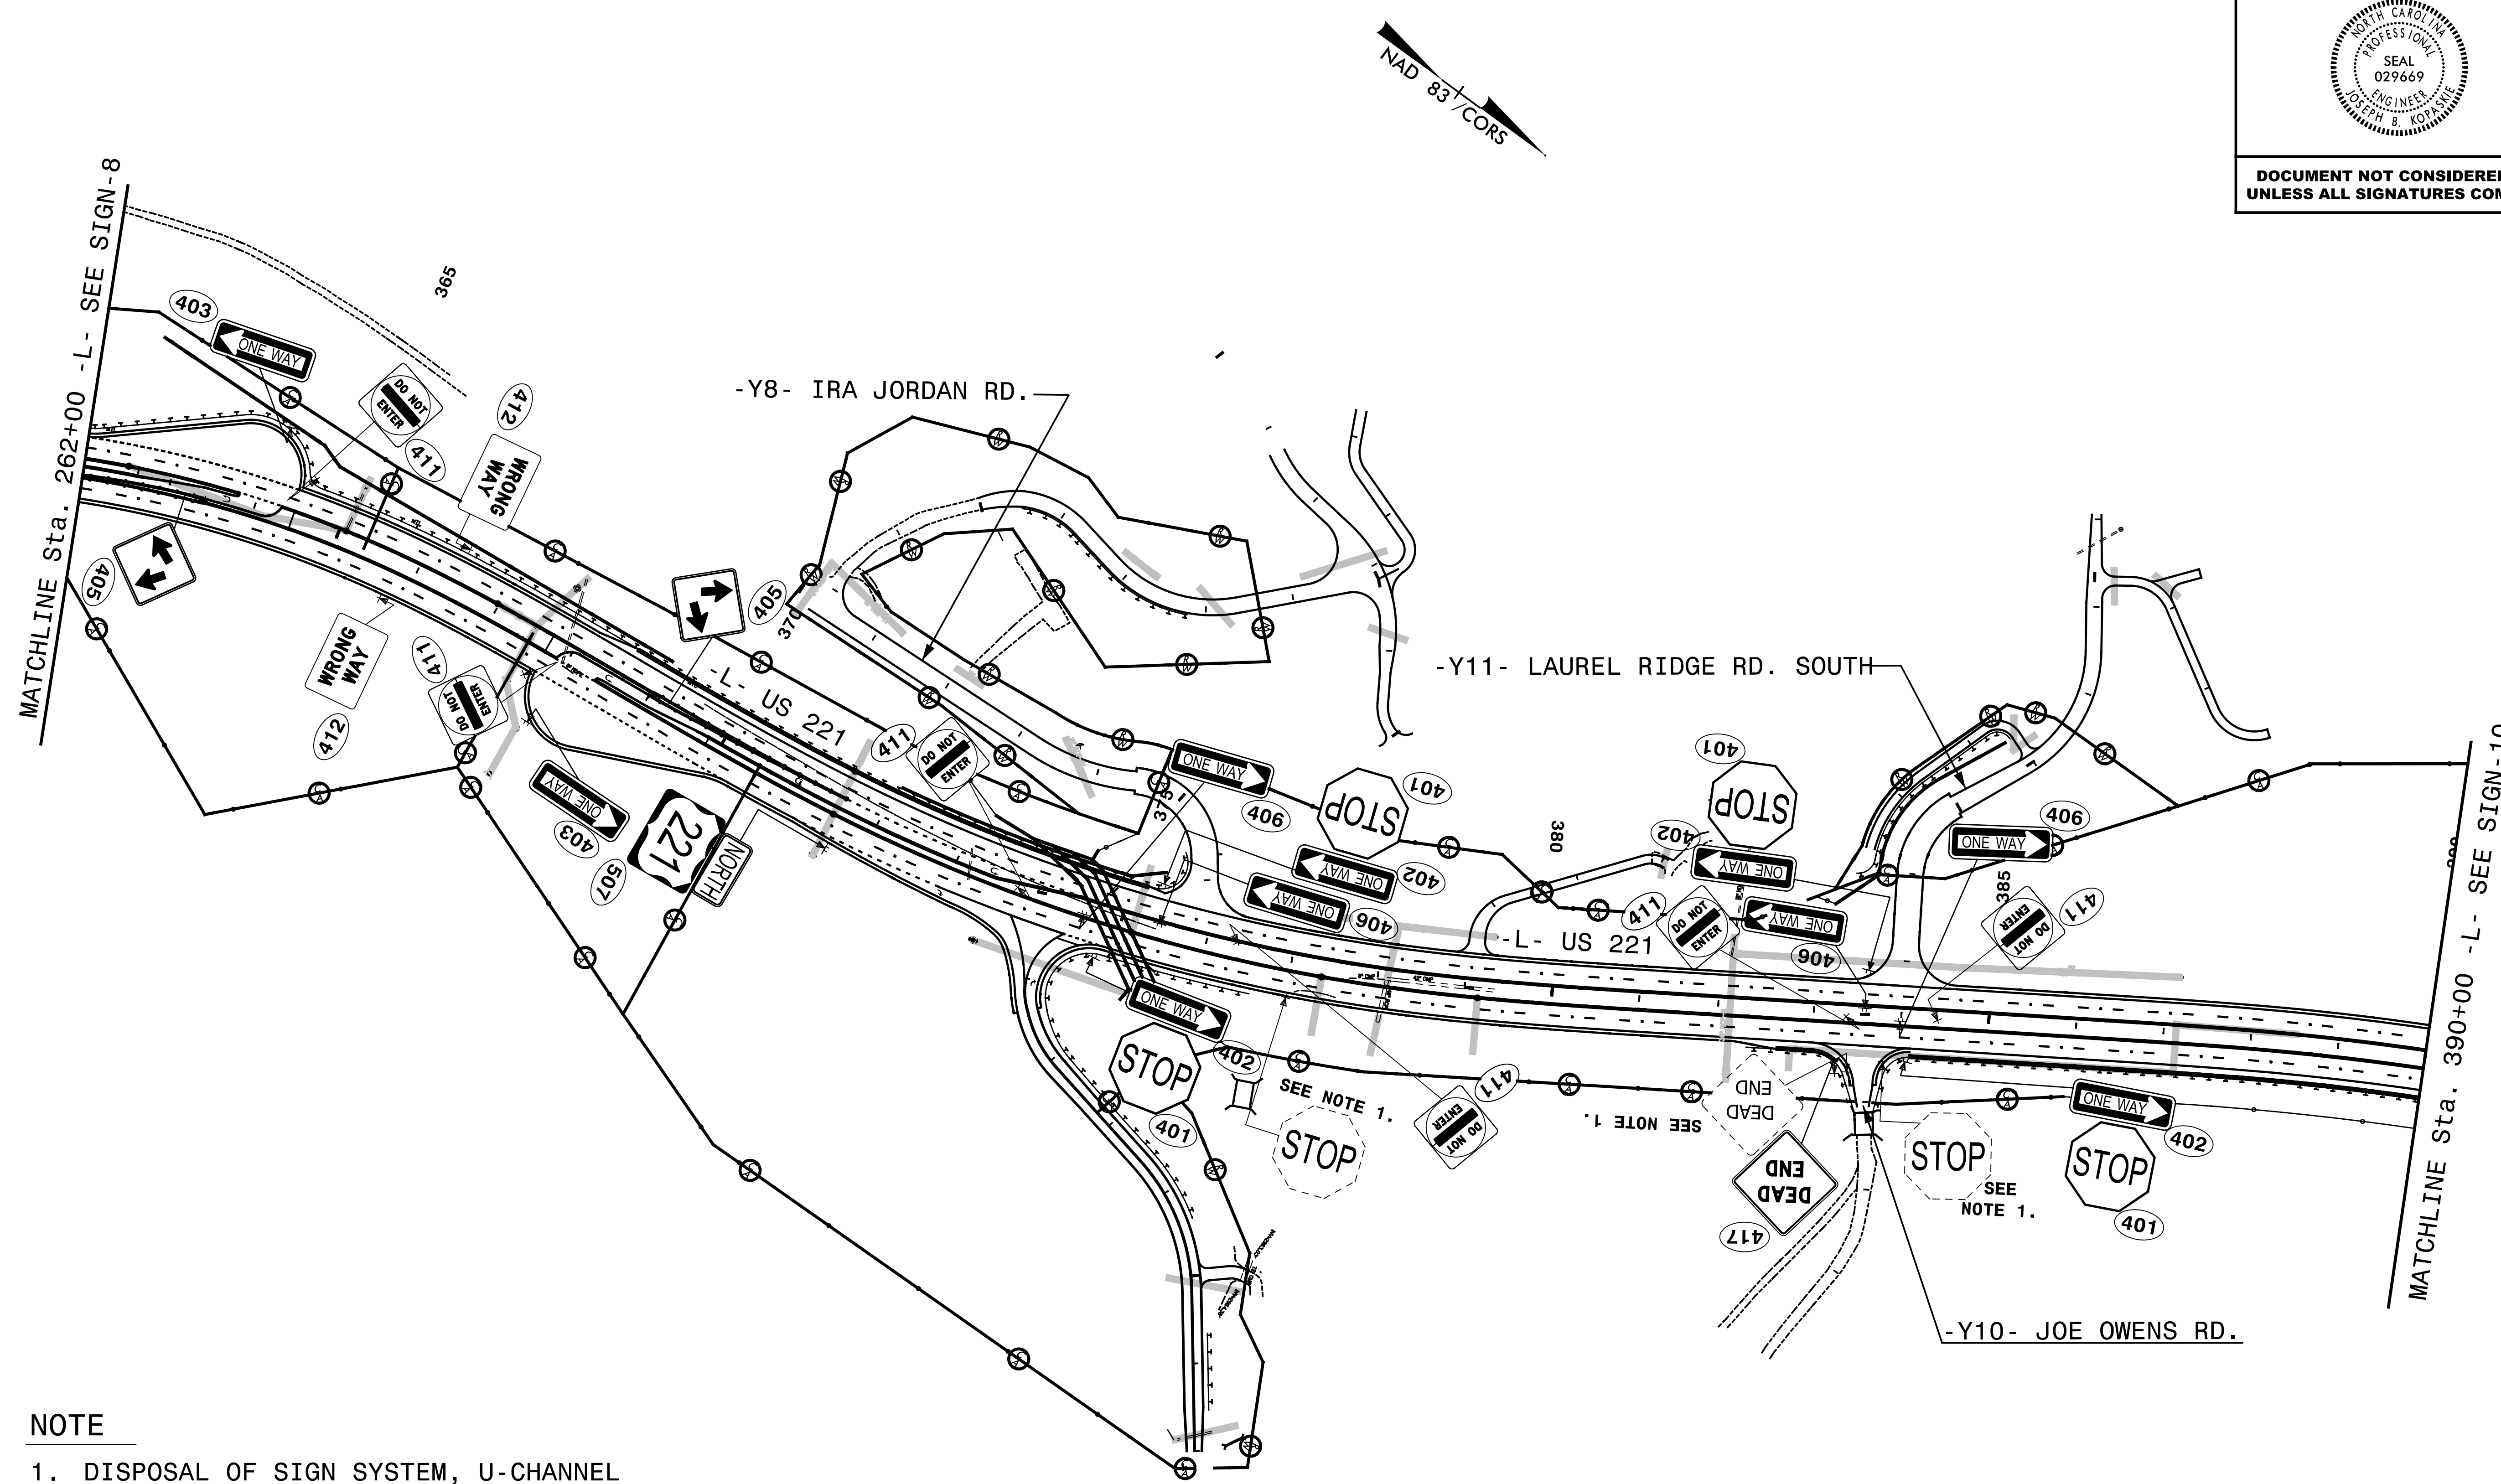 NORTH CAROLINA
PROFESSIONAL
SEAL
029669
ENGINEER
JOSEPH B. KOPASKIE
DOCUMENT NOT CONSIDERE
UNLESS ALL SIGNATURES COM
NAD 83/CORS
MATCHLINE Sta. 262+00 -L- SEE SIGN-8
365
403
ONE WAY
DO NOT
ENTER
411
412
WRONG
WAY
405
WRONG
WAY
412
411
DO NOT
ENTER
405
370
-Y8- IRA JORDAN RD.
-L- US 221
411
DO NOT
ENTER
ONE WAY
403
221
NORTH
507
ONE WAY
406
375
STOP
401
ONE WAY
402
ONE WAY
406
ONE WAY
402
STOP
401
SEE NOTE 1.
STOP
411
DO NOT
ENTER
380
-L- US 221
-Y11- LAUREL RIDGE RD. SOUTH
401
STOP
402
ONE WAY
411
DO NOT
ENTER
ONE WAY
406
ONE WAY
406
385
DO NOT
ENTER
411
SEE NOTE 1.
DEAD
END
DEAD
END
417
STOP
SEE
NOTE 1.
ONE WAY
402
STOP
401
-Y10- JOE OWENS RD.
MATCHLINE Sta. 390+00 -L- SEE SIGN-10
NOTE
1. DISPOSAL OF SIGN SYSTEM, U-CHANNEL